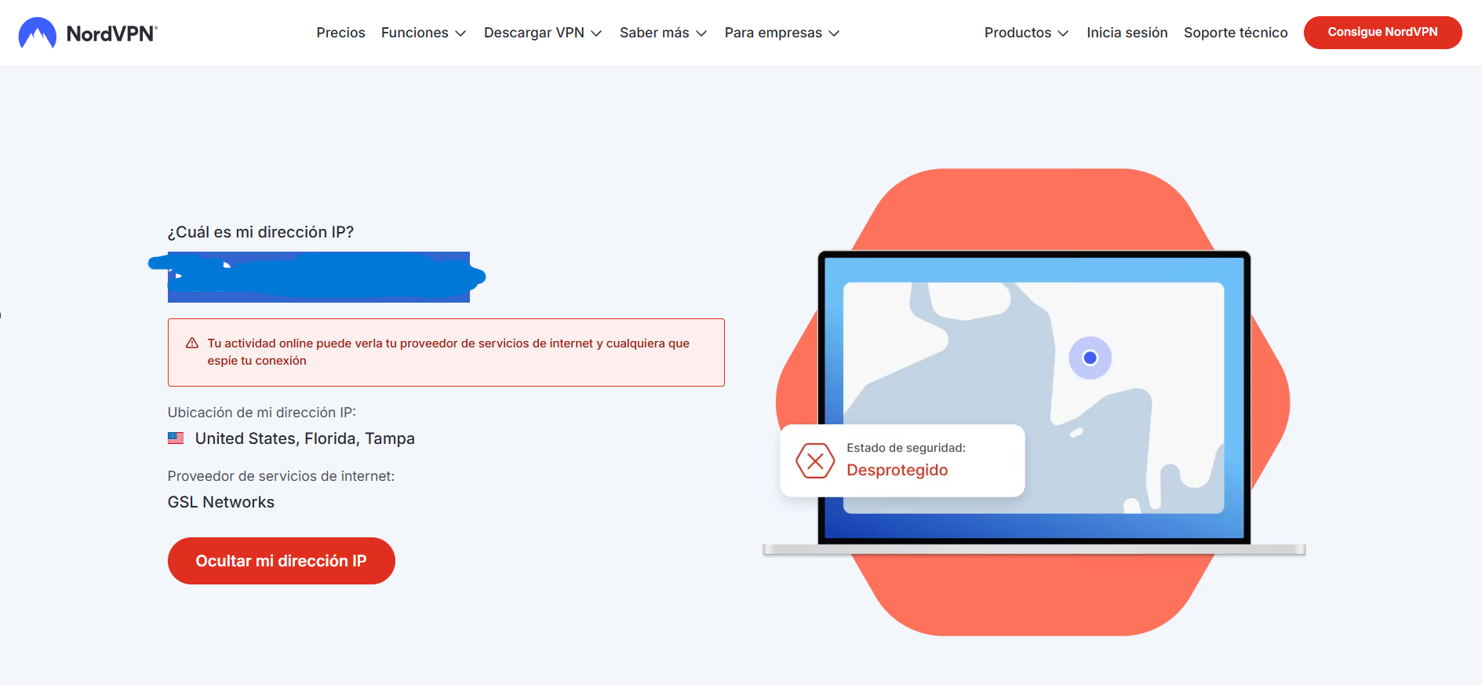 NordVPN®
Precios
Funciones
Descargar VPN
Saber más
Para empresas
Productos
Inicia sesión
Soporte técnico
Consigue NordVPN
¿Cuál es mi dirección IP?
Tu actividad online puede verla tu proveedor de servicios de internet y cualquiera que
espíe tu conexión
Ubicación de mi dirección IP:
United States, Florida, Tampa
Proveedor de servicios de internet:
GSL Networks
Ocultar mi dirección IP
Estado de seguridad:
Desprotegido